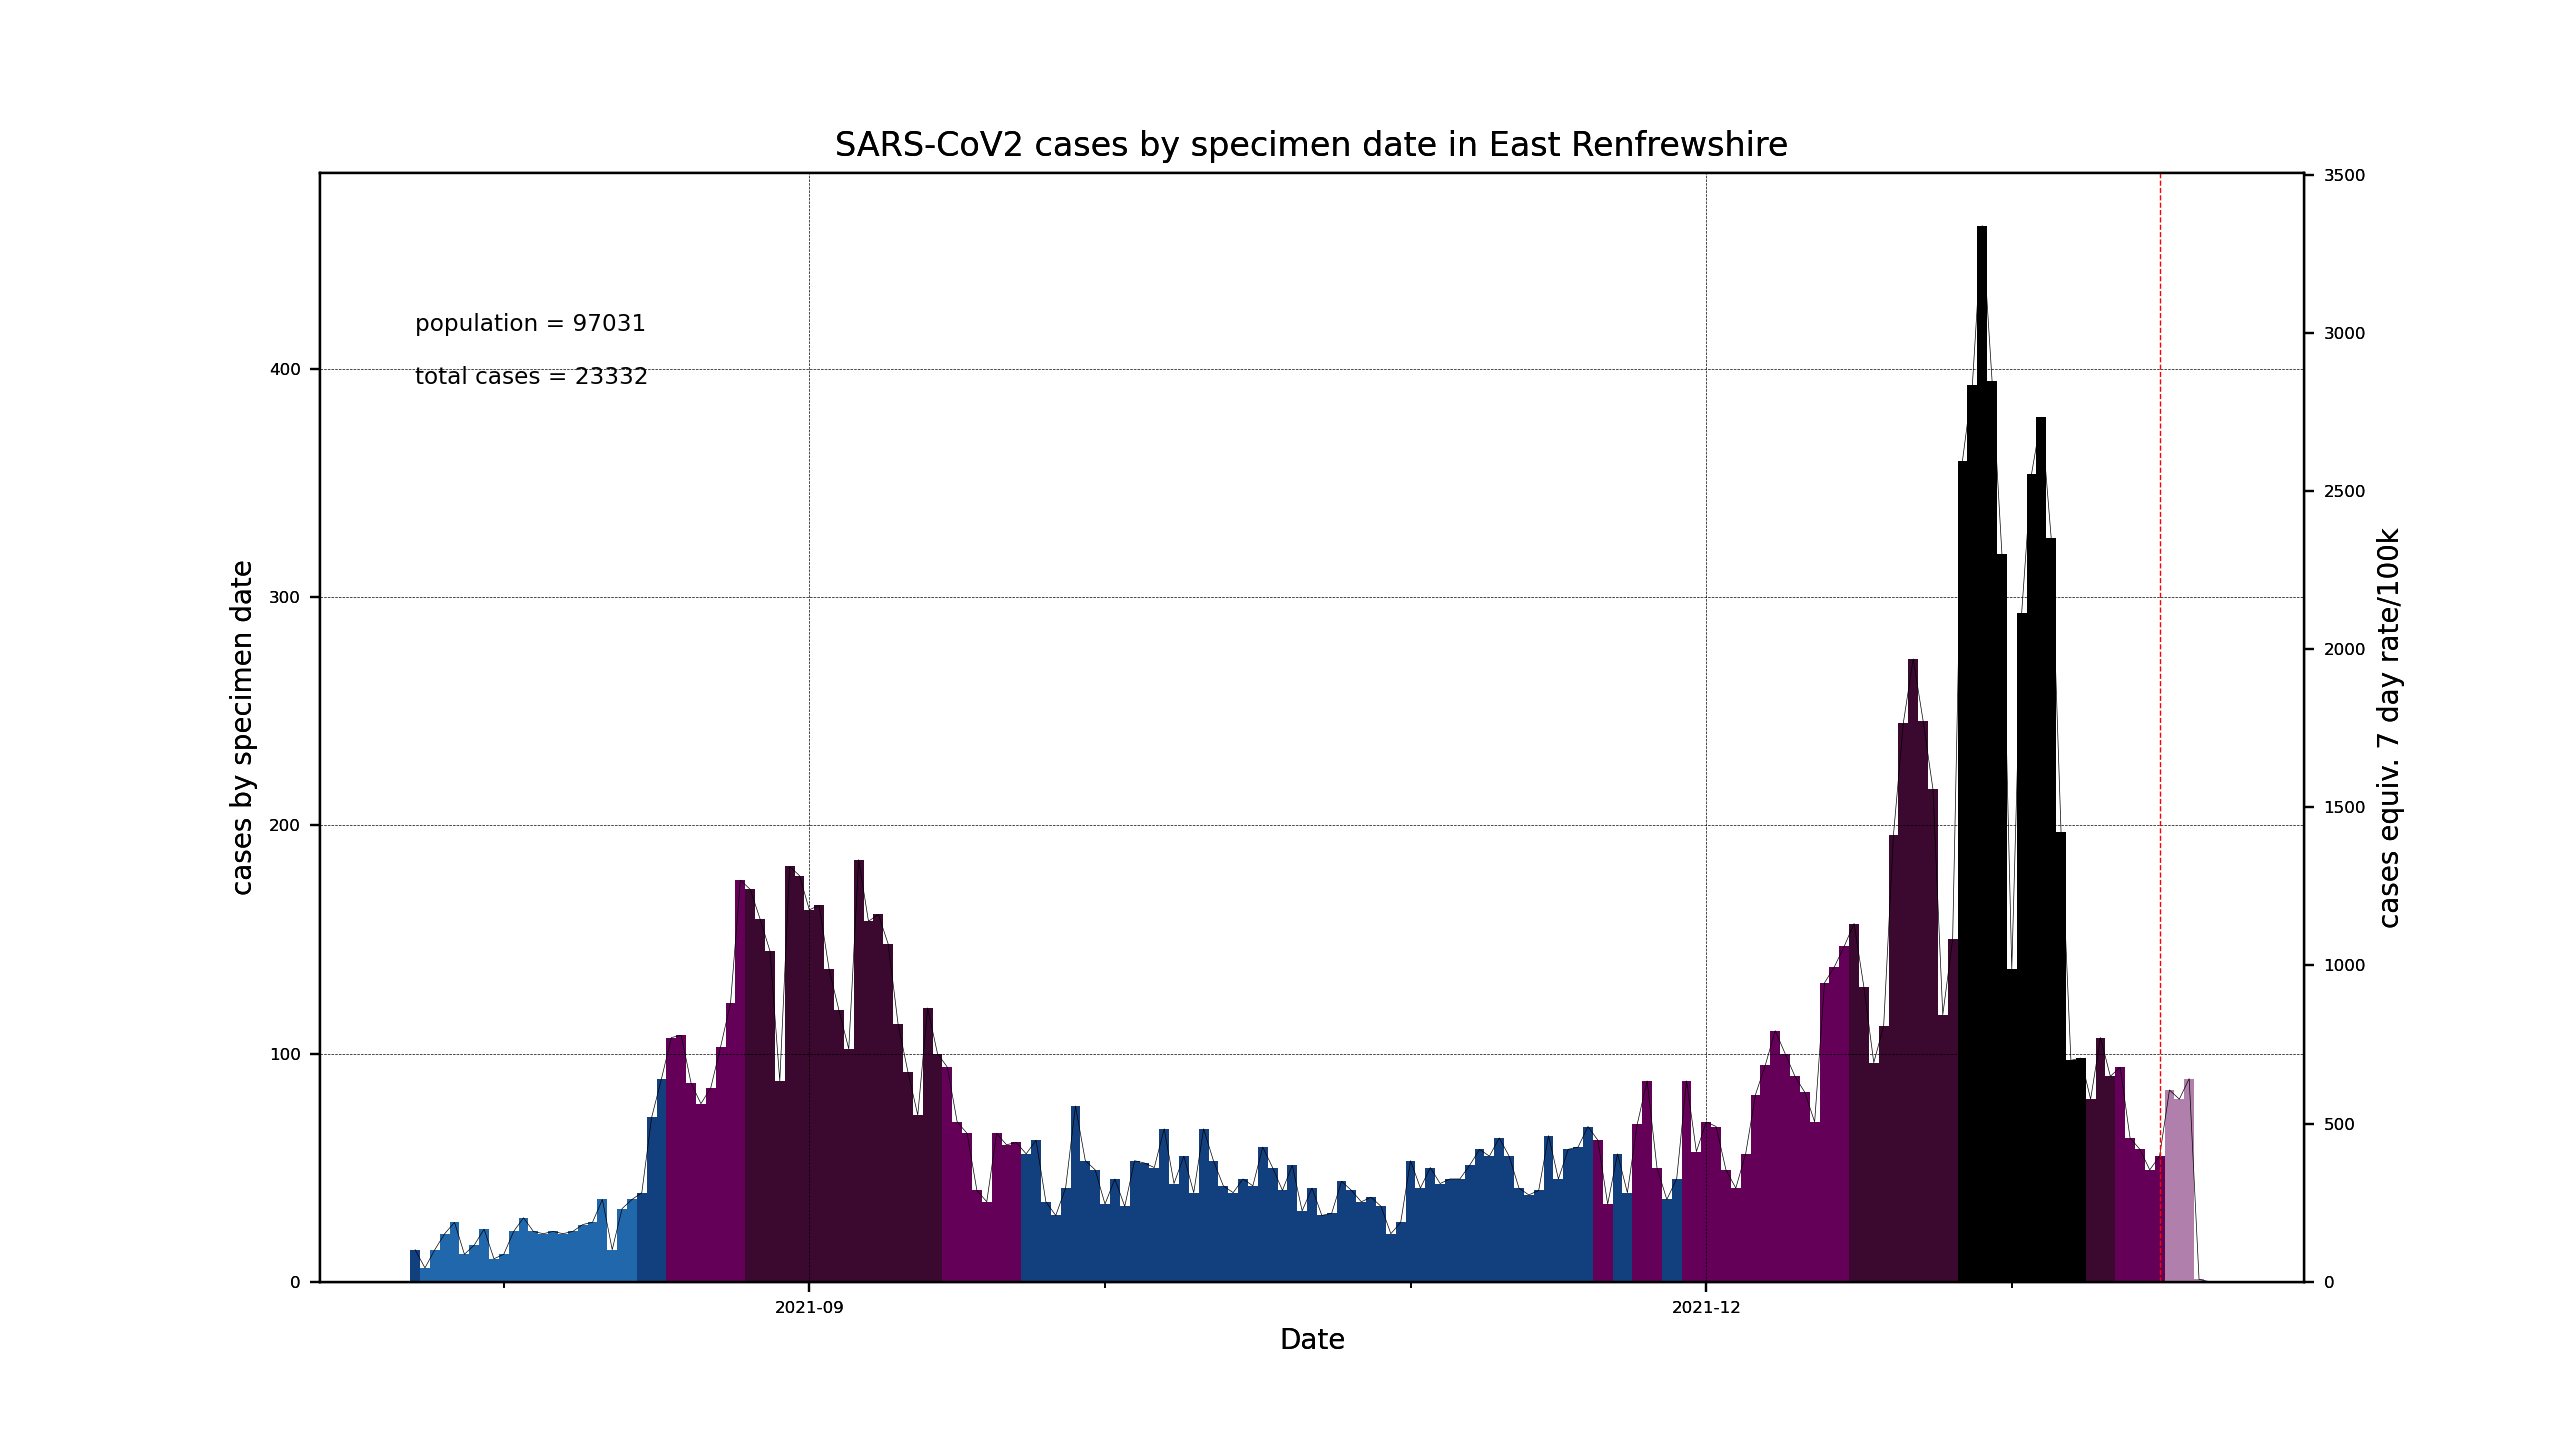 SARS-CoV2 cases by specimen date in East Renfrewshire
population = 97031
total cases = 23332
cases by specimen date
400
300
200
100
0
3500
3000
2500
2000
1500
1000
500
0
cases equiv. 7 day rate/100k
2021-09
2021-12
Date